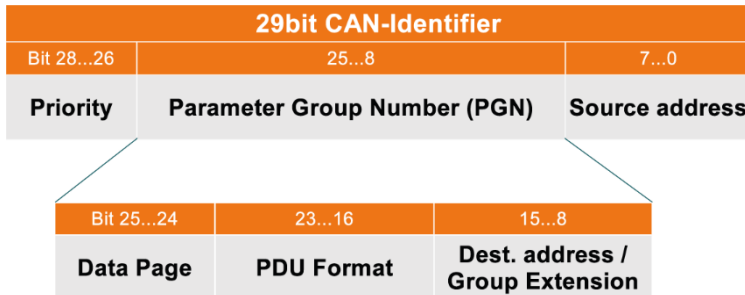 29bit CAN-Identifier
Bit 28...26 25...8 7...0
Priority Parameter Group Number (PGN) Source address
Bit 25...24 23...16 15...8
Data Page PDU Format Dest. address /
Group Extension